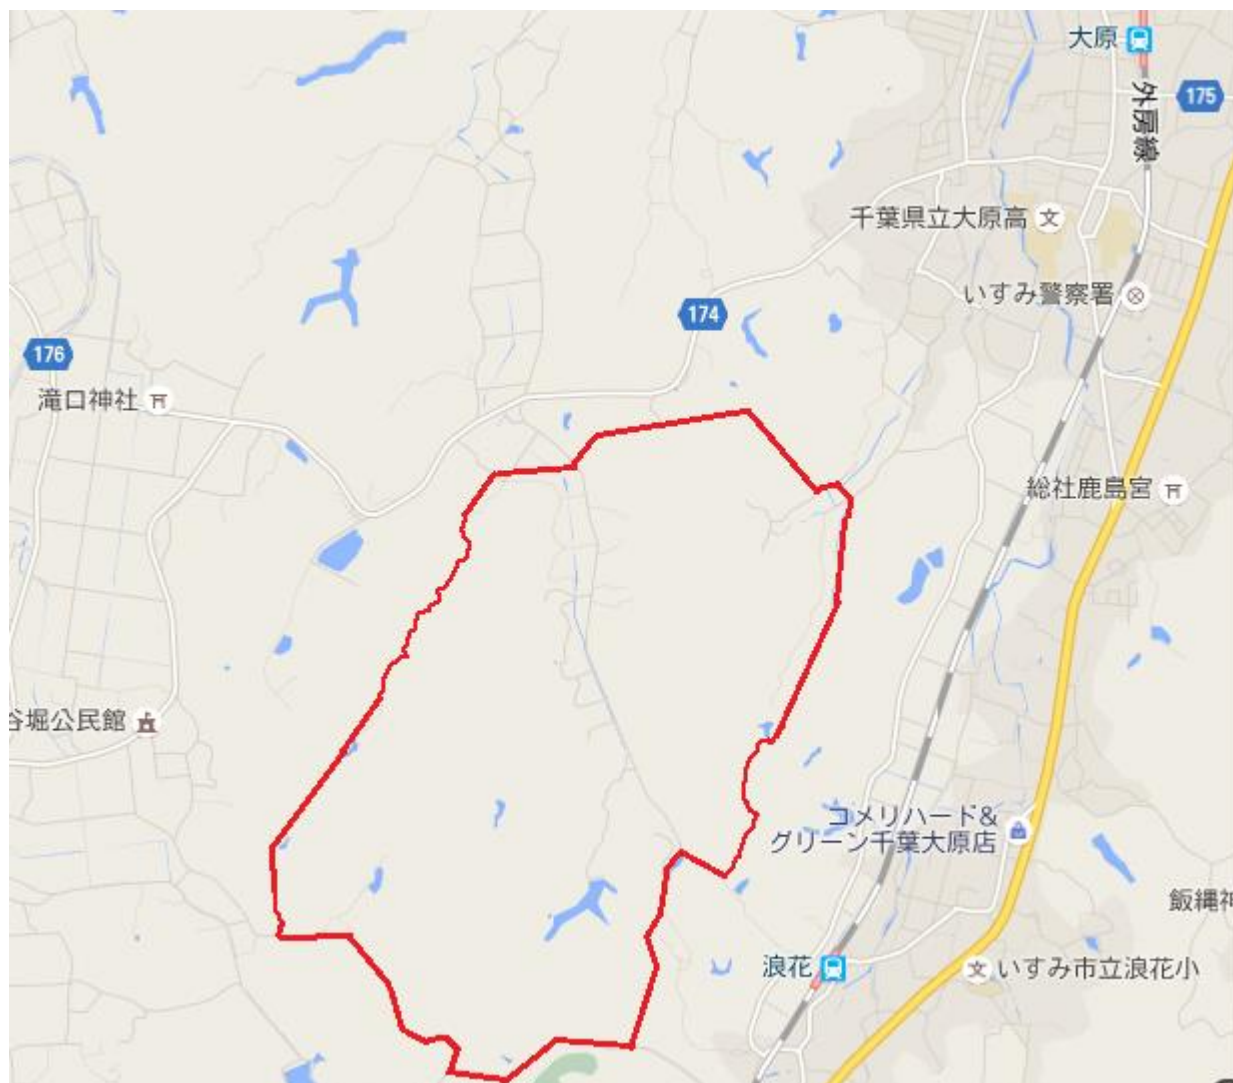 大原
175
外房線
千葉県立大原高
いすみ警察署
174
176
滝口神社
総社鹿島宮
谷堀公民館
コメリハード&
グリーン千葉大原店
飯縄神
浪花
いすみ市立浪花小